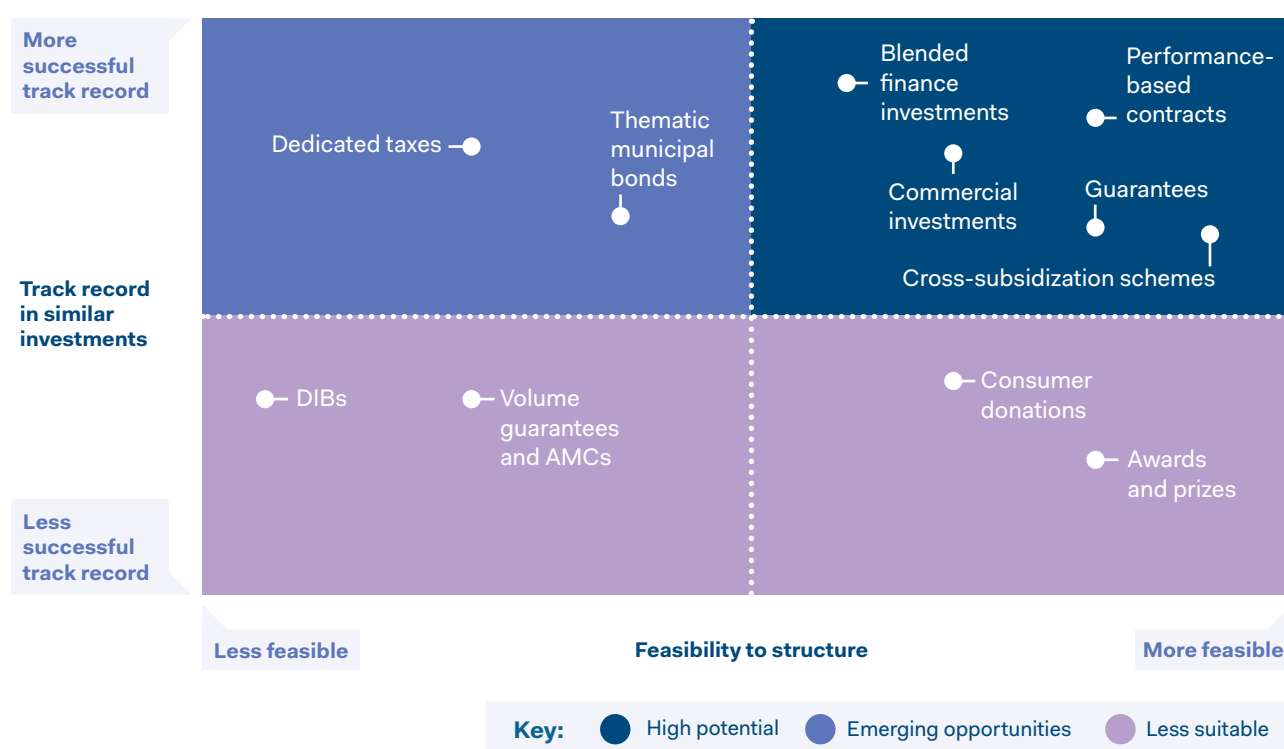 More
successful
track record
Blended
finance
investments
Performance-
based
contracts
Dedicated taxes
Thematic
municipal
bonds
Commercial
investments
Guarantees
Cross-subsidization schemes
Track record
in similar
investments
DIBs
Volume
guarantees
and AMCs
Consumer
donations
Awards
and prizes
Less
successful
track record
Less feasible
Feasibility to structure
More feasible
Key:
High potential
Emerging opportunities
Less suitable